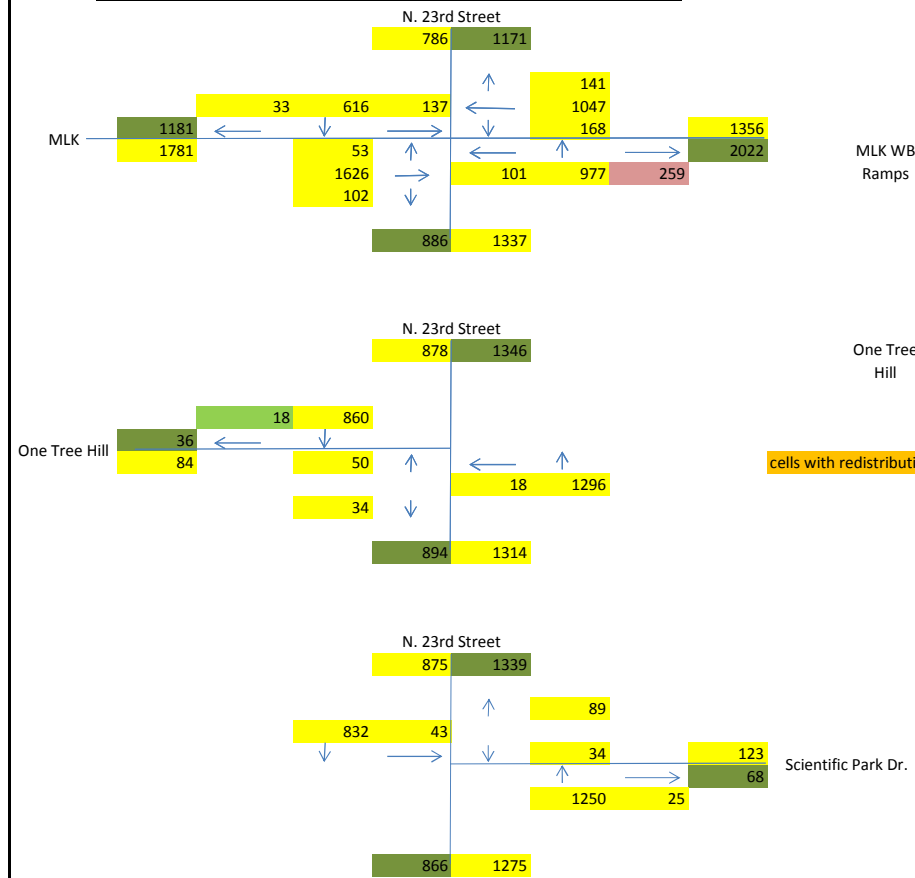 N. 23rd Street
786 1171
141
33 616 137 1047
1181 168 1356
MLK
1781 53 2022
MLK WB
1626 101 977 259
Ramps
102
886 1337
N. 23rd Street
878 1346
One Tree
Hill
18 860
36
One Tree Hill
84 50
18 1296
cells with redistributi
34
894 1314
N. 23rd Street
875 1339
89
832 43
34 123
Scientific Park Dr.
68
1250 25
866 1275